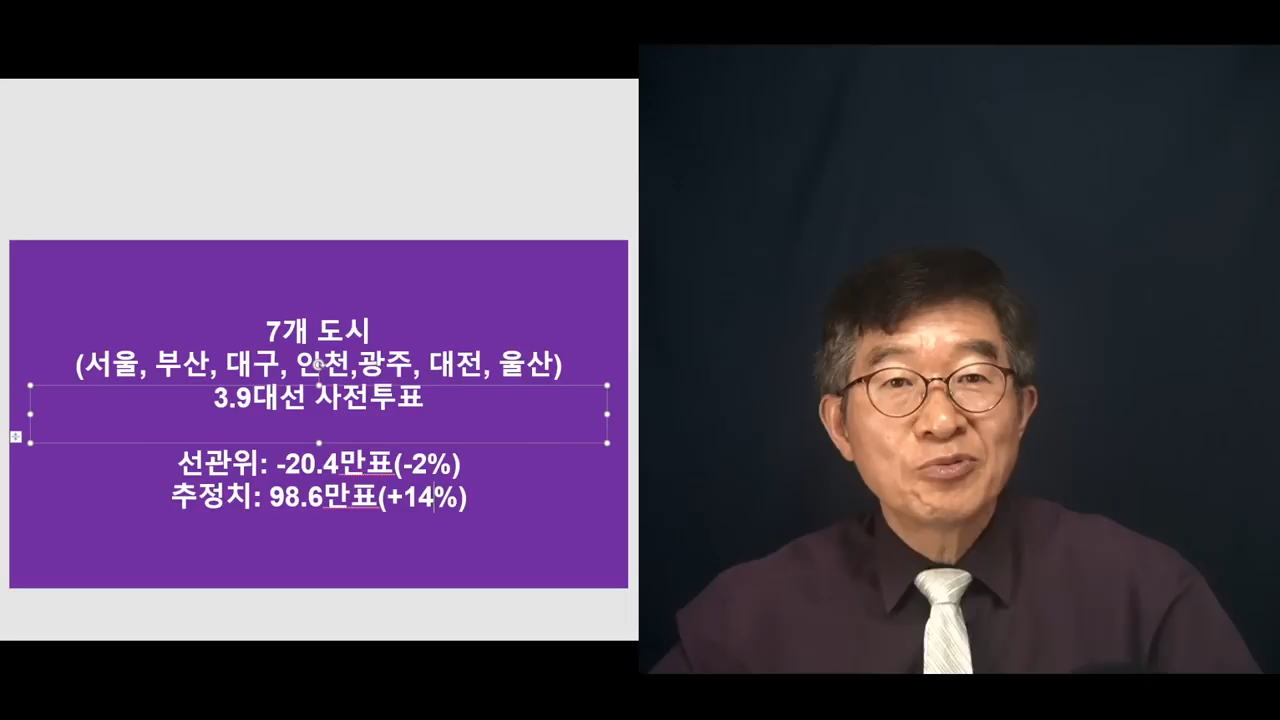 7개 도시
(서울, 부산, 대구, 인천,광주, 대전, 울산)
3.9대선 사전투표
선관위: -20.4만표(-2%)
추정치: 98.6만표(+14%)